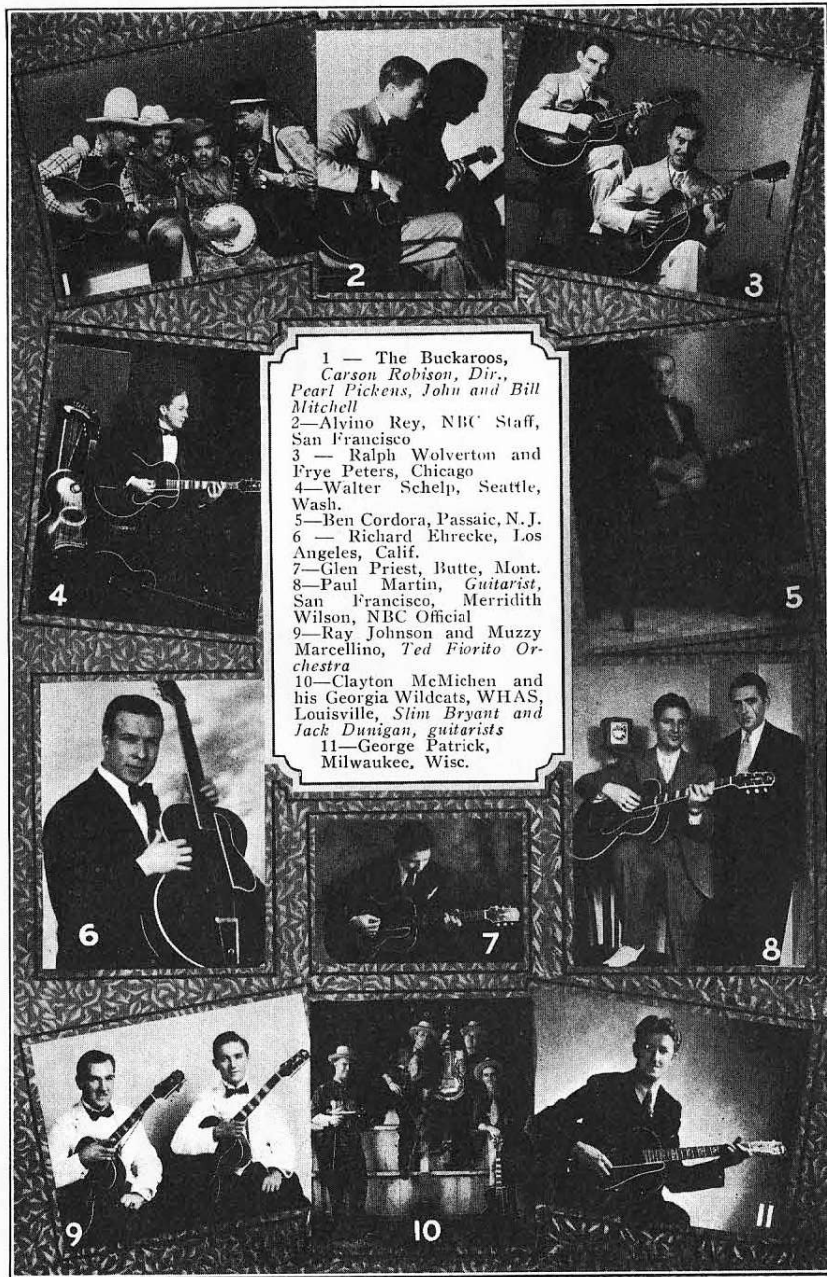 1
2
3
4
5
6
7
8
9
10
11
1 — The Buckaroos,
Carson Robison, Dir.,
Pearl Pickens, John and Bill
Mitchell
2—Alvino Rey, NBC Staff,
San Francisco
3 — Ralph Wolverton and
Frye Peters, Chicago
4—Walter Schelp, Seattle,
Wash.
5—Ben Cordora, Passaic, N. J.
6 — Richard Ehrecke, Los
Angeles, Calif.
7—Glen Priest, Butte, Mont.
8—Paul Martin, Guitarist,
San Francisco, Merridith
Wilson, NBC Official
9—Ray Johnson and Muzzy
Marcellino, Ted Fiorito Or-
chestra
10—Clayton McMichen and
his Georgia Wildcats, WHAS,
Louisville, Slim Bryant and
Jack Dunigan, guitarists
11—George Patrick,
Milwaukee, Wisc.